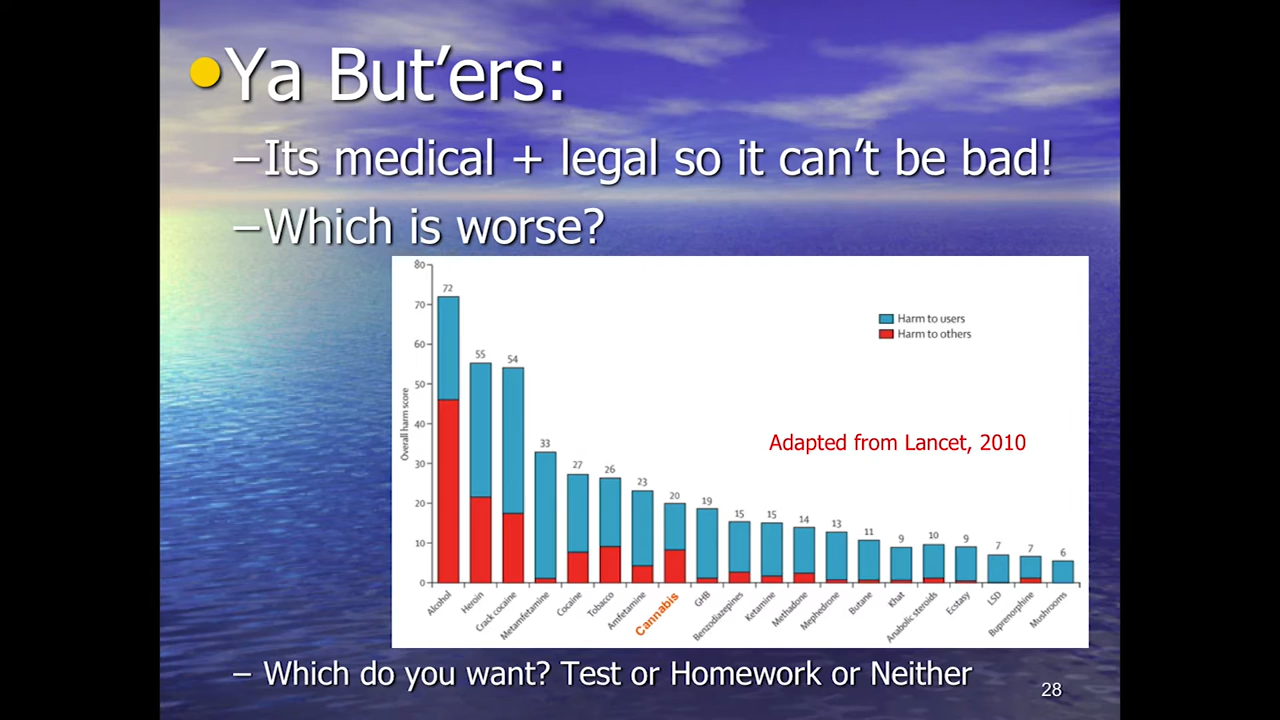 Ya But’ers:
–Its medical + legal so it can’t be bad!
–Which is worse?
80
70
60
50
40
30
20
10
0
Overall harm score
72
55
54
33
27
26
23
20
19
15
15
14
13
11
9
10
9
7
7
6
Harm to users
Harm to others
Adapted from Lancet, 2010
Alcohol
Heroin
Crack cocaine
Metamfetamine
Cocaine
Tobacco
Amfetamine
Cannabis
GHB
Benzodiazepines
Ketamine
Methadone
Mephedrone
Butane
Khat
Anabolic steroids
Ecstasy
LSD
Buprenorphine
Mushrooms
– Which do you want? Test or Homework or Neither
28